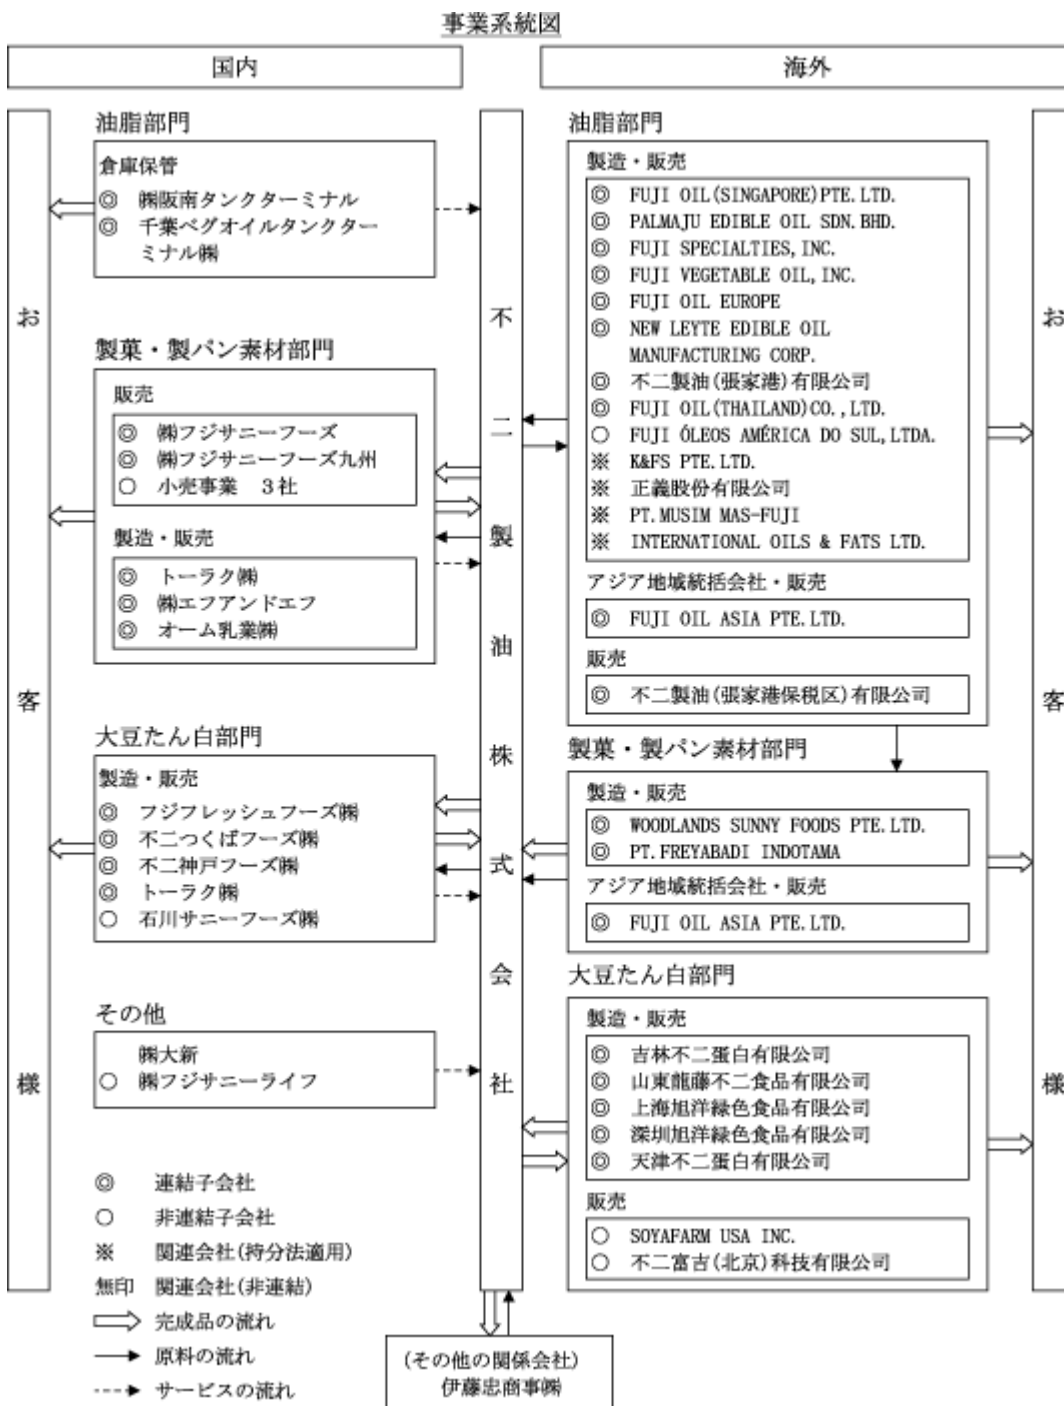 事業系統図
国内
海外
お客様
油脂部門
倉庫保管
◎ ㈱阪南タンクターミナル
◎ 千葉ベグオイルタンクター
ミナル㈱
製菓・製パン素材部門
販売
◎ ㈱フジサニーフーズ
◎ ㈱フジサニーフーズ九州
○ 小売事業 3社
製造・販売
◎ トーラク㈱
◎ ㈱エフアンドエフ
◎ オーム乳業㈱
大豆たん白部門
製造・販売
◎ フジフレッシュフーズ㈱
◎ 不二つくばフーズ㈱
◎ 不二神戸フーズ㈱
◎ トーラク㈱
○ 石川サニーフーズ㈱
その他
㈱大新
○ ㈱フジサニーライフ
◎ 連結子会社
○ 非連結子会社
※ 関連会社(持分法適用)
無印 関連会社(非連結)
完成品の流れ
原料の流れ
サービスの流れ
不二製油株式会社
(その他の関係会社)
伊藤忠商事㈱
油脂部門
製造・販売
◎ FUJI OIL(SINGAPORE)PTE.LTD.
◎ PALMAJU EDIBLE OIL SDN.BHD.
◎ FUJI SPECIALTIES,INC.
◎ FUJI VEGETABLE OIL,INC.
◎ FUJI OIL EUROPE
◎ NEW LEYTE EDIBLE OIL
MANUFACTURING CORP.
◎ 不二製油(張家港)有限公司
◎ FUJI OIL(THAILAND)CO.,LTD.
○ FUJI ÓLEOS AMÉRICA DO SUL,LTDA.
※ K&FS PTE.LTD.
※ 正義股份有限公司
※ PT.MUSIM MAS-FUJI
※ INTERNATIONAL OILS & FATS LTD.
アジア地域統括会社・販売
◎ FUJI OIL ASIA PTE.LTD.
販売
◎ 不二製油(張家港保税区)有限公司
製菓・製パン素材部門
製造・販売
◎ WOODLANDS SUNNY FOODS PTE.LTD.
◎ PT.FREYABADI INDOTAMA
アジア地域統括会社・販売
◎ FUJI OIL ASIA PTE.LTD.
大豆たん白部門
製造・販売
◎ 吉林不二蛋白有限公司
◎ 山東龍藤不二食品有限公司
◎ 上海旭洋緑色食品有限公司
◎ 深圳旭洋緑色食品有限公司
◎ 天津不二蛋白有限公司
販売
○ SOYAFARM USA INC.
○ 不二富吉(北京)科技有限公司
お客様